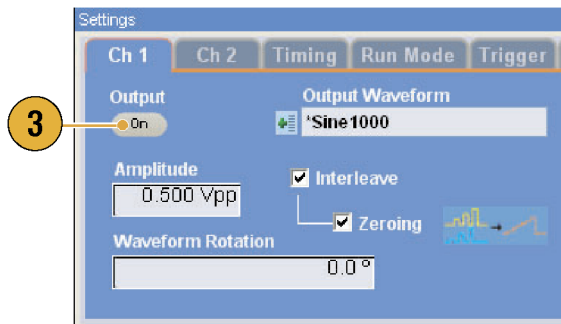 Settings
Ch 1
Ch 2
Timing
Run Mode
Trigger
Output
Output Waveform
3
On
*Sine1000
Amplitude
0.500 Vpp
Interleave
Zeroing
Waveform Rotation
0.0 °